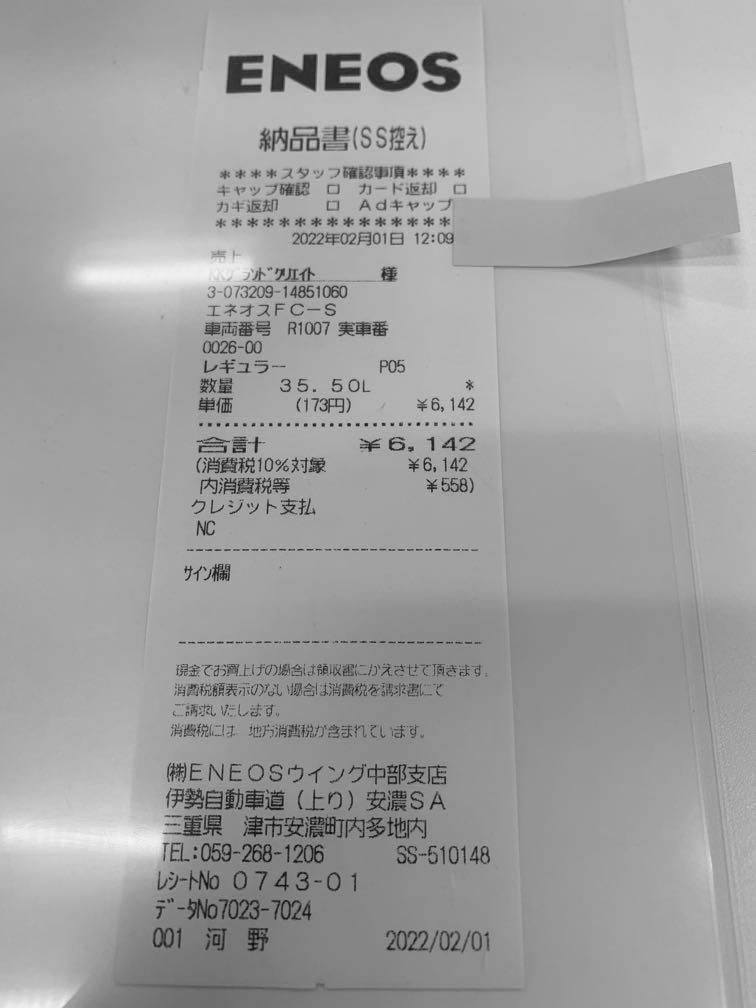 ENEOS
納品書(SS控え)
****スタッフ確認事項****
キャップ確認 □ カード返却 □
カギ返却 □ Adキャップ
****************
2022年02月01日 12:09
売上
様
3-073209-14851060
エネオスFC-S
車両番号 R1007 実車番
0026-00
レギュラー P05
数量 35.50L *
単価 (173円) ¥6,142
合計 ¥6,142
(消費税10%対象 ¥6,142
内消費税等 ¥558)
クレジット支払
NC
サイン欄
現金でお買上げの場合は領収書にかえさせて頂きます。
消費税額表示のない場合は消費税を請求書にて
ご請求いたします。
消費税には、地方消費税が含まれています。
(株)ENEOSウイング中部支店
伊勢自動車道(上り)安濃SA
三重県 津市安濃町内多地内
TEL:059-268-1206 SS-510148
レシートNo 0743-01
データNo7023-7024
001 河野 2022/02/01